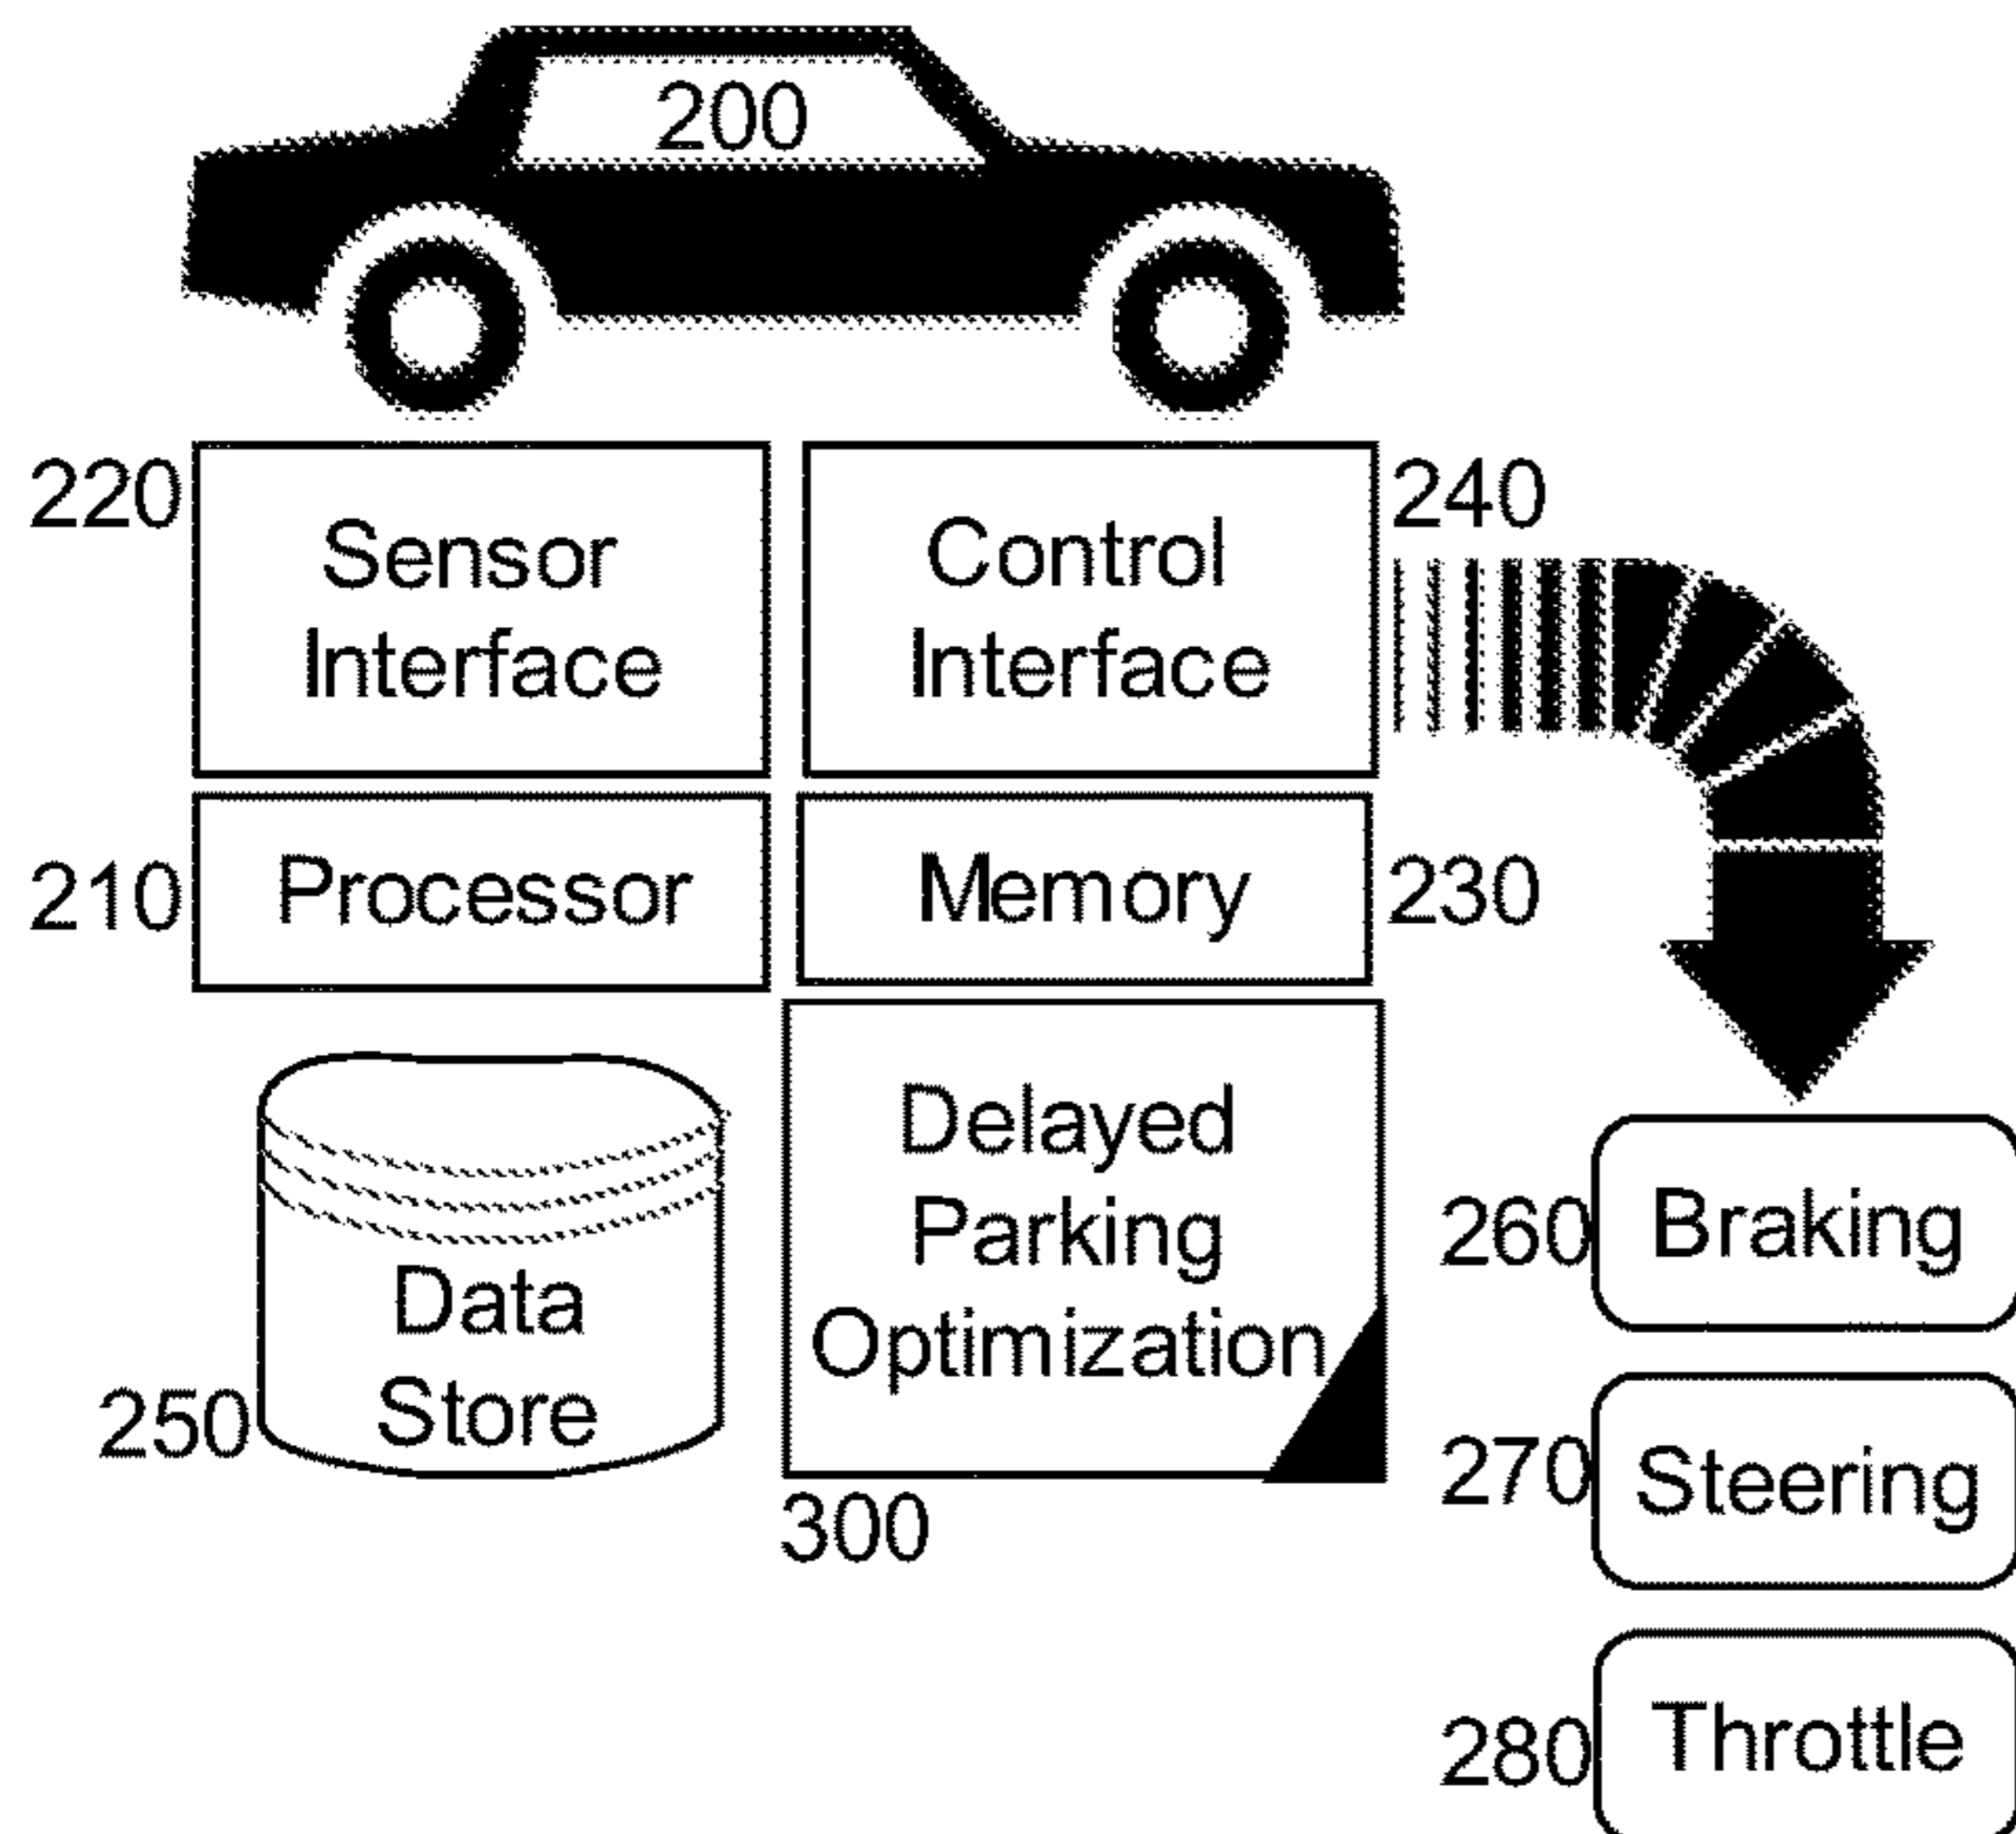 200
220
Sensor
Interface
Control
Interface
240
210
Processor
Memory
230
Data
Store
250
Delayed
Parking
Optimization
300
260
Braking
270
Steering
280
Throttle